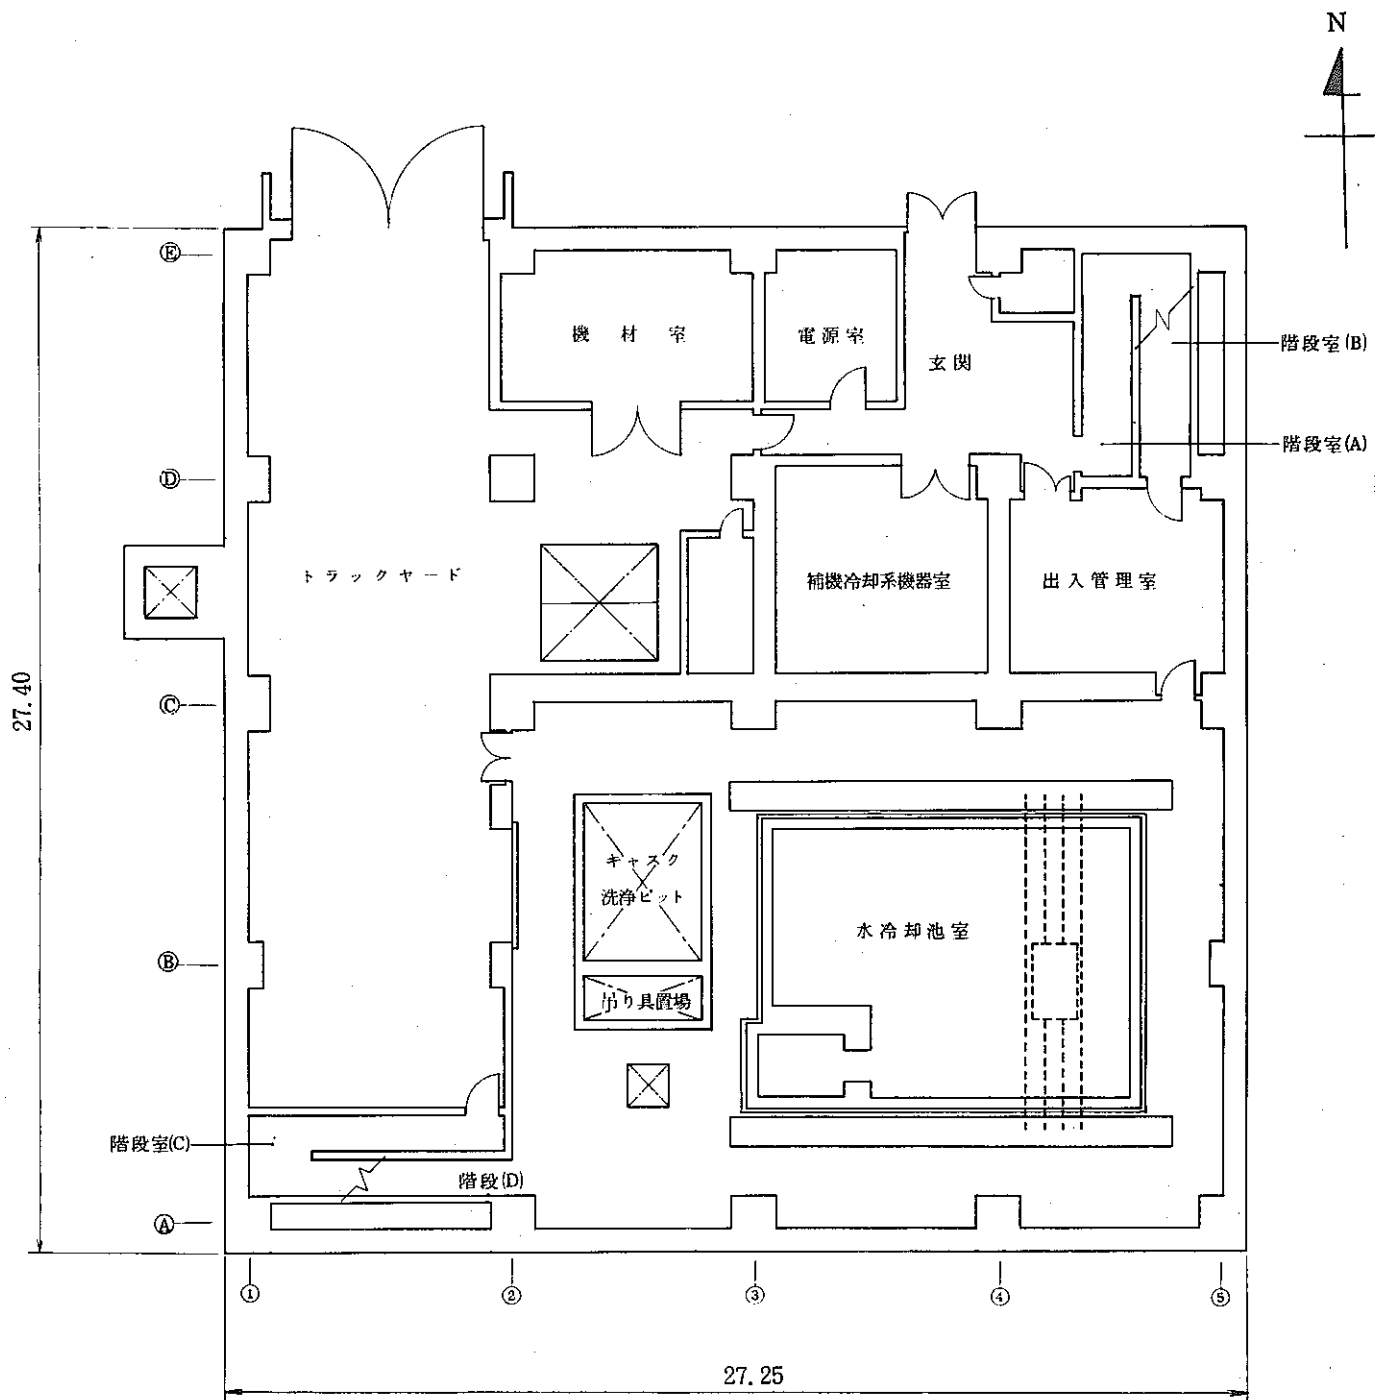 N
Ⓔ
機材室
電源室
玄関
階段室(B)
階段室(A)
Ⓓ
トラックヤード
補機冷却系機器室
出入管理室
27.40
Ⓒ
キャスク
洗浄ピット
水冷却池室
Ⓑ
吊り具置場
階段室(C)
階段(D)
Ⓐ
①
②
③
④
⑤
27.25